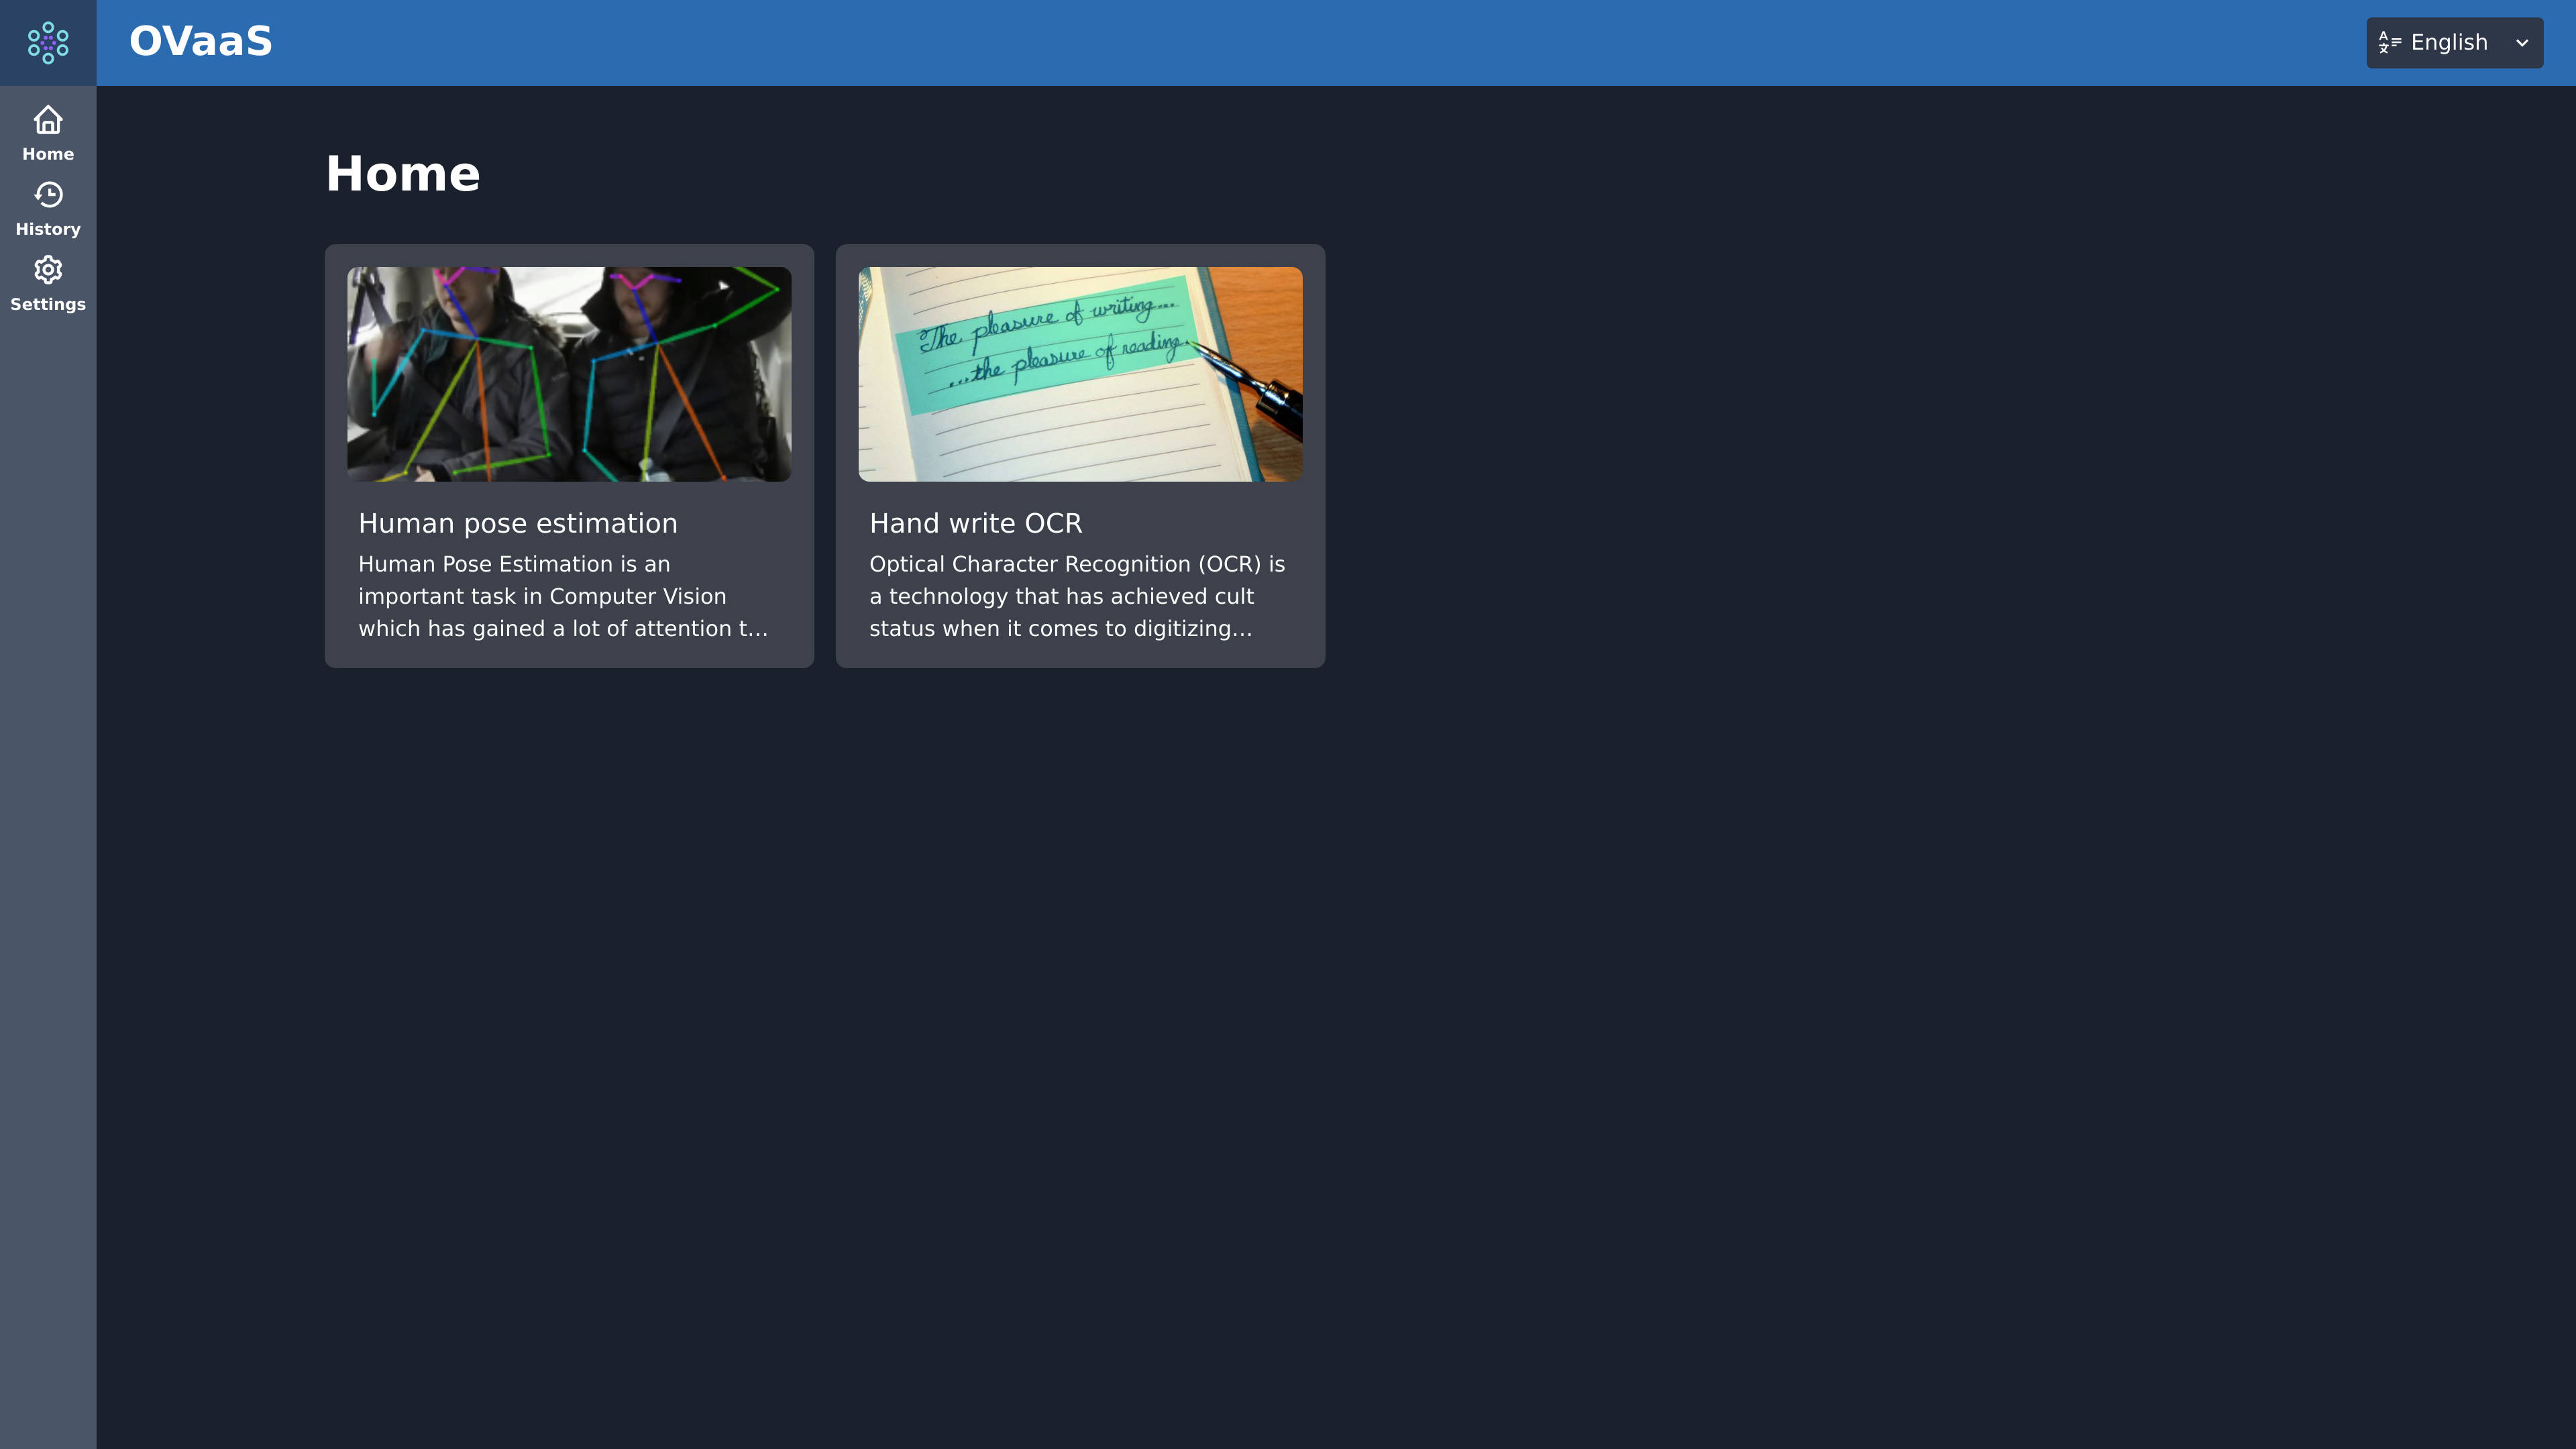 OVaaS
English
Home
History
Settings
Home
The pleasure of writing...
...the pleasure of reading.
Human pose estimation
Human Pose Estimation is an
important task in Computer Vision
which has gained a lot of attention t...
Hand write OCR
Optical Character Recognition (OCR) is
a technology that has achieved cult
status when it comes to digitizing...